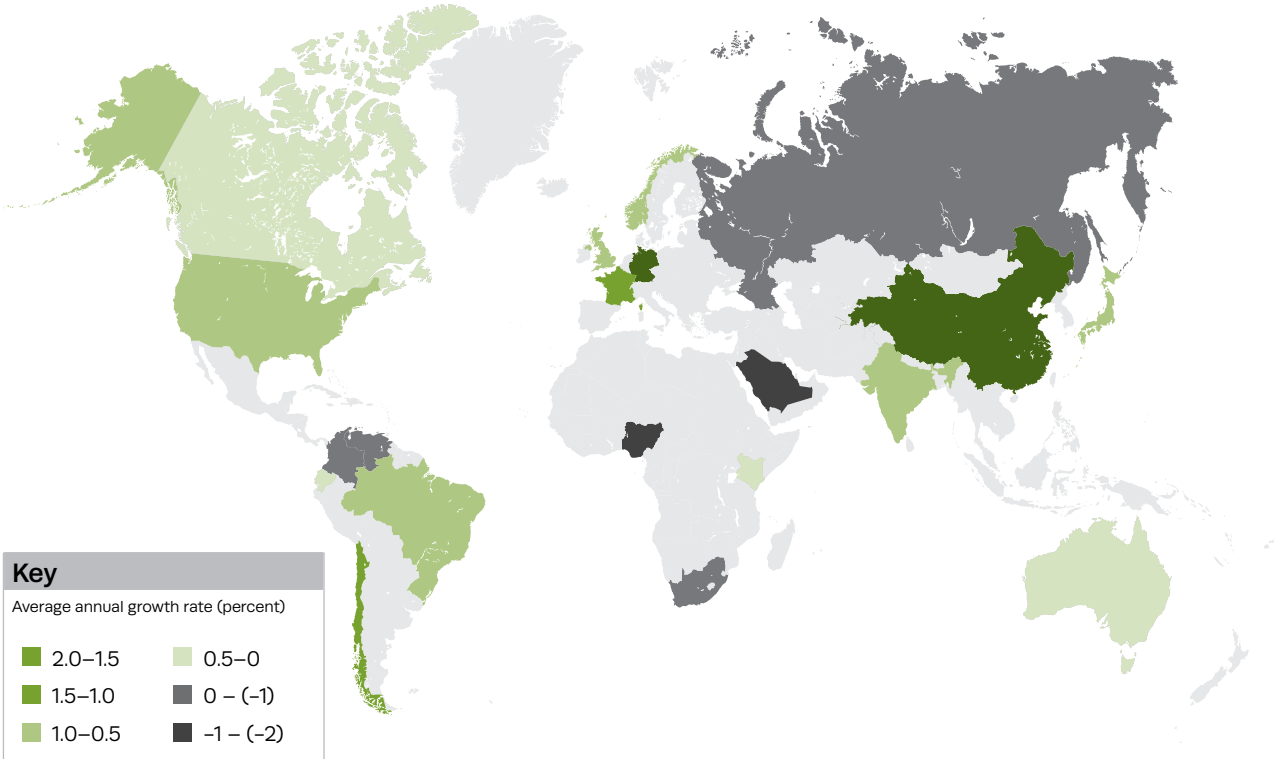 Key
Average annual growth rate (percent)
2.0–1.5
1.5–1.0
1.0–0.5
0.5–0
0 – (–1)
–1 – (–2)